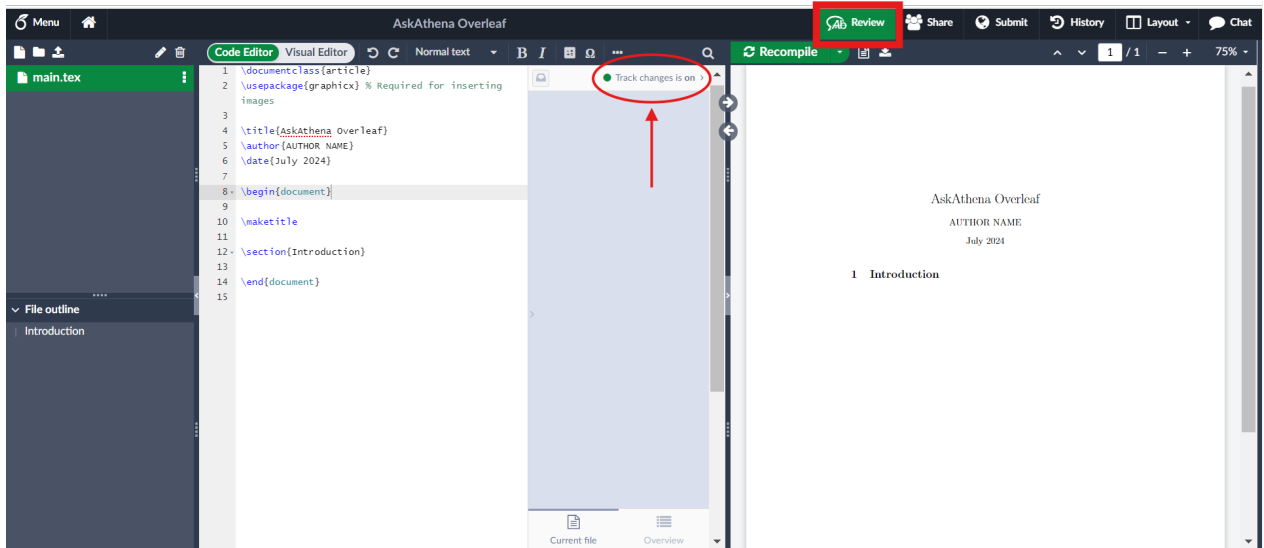 Menu
AskAthena Overleaf
Review
Share
Submit
History
Layout
Chat
Code Editor
Visual Editor
Normal text
B
I
Ω
Recompile
1
/ 1
75%
main.tex
1 \documentclass{article}
2 \usepackage{graphicx} % Required for inserting
images
3
4 \title{AskAthena Overleaf}
5 \author{AUTHOR NAME}
6 \date{July 2024}
7
8 \begin{document}
9
10 \maketitle
11
12 \section{Introduction}
13
14 \end{document}
15
File outline
Introduction
Track changes is on
Current file
Overview
AskAthena Overleaf
AUTHOR NAME
July 2024
1 Introduction